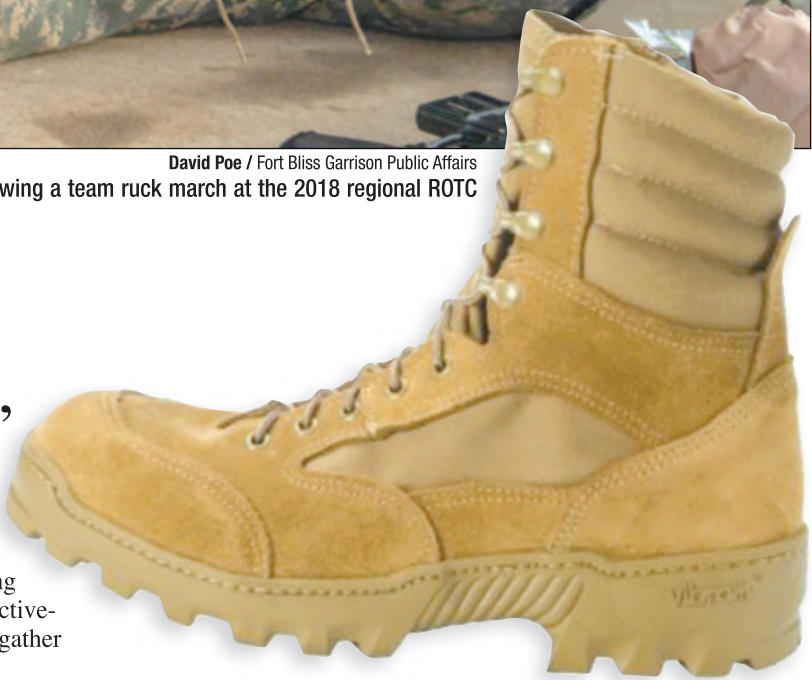 David Poe / Fort Bliss Garrison Public Affairs
wing a team ruck march at the 2018 regional ROTC
,
ng
ctive-
gather
vibram